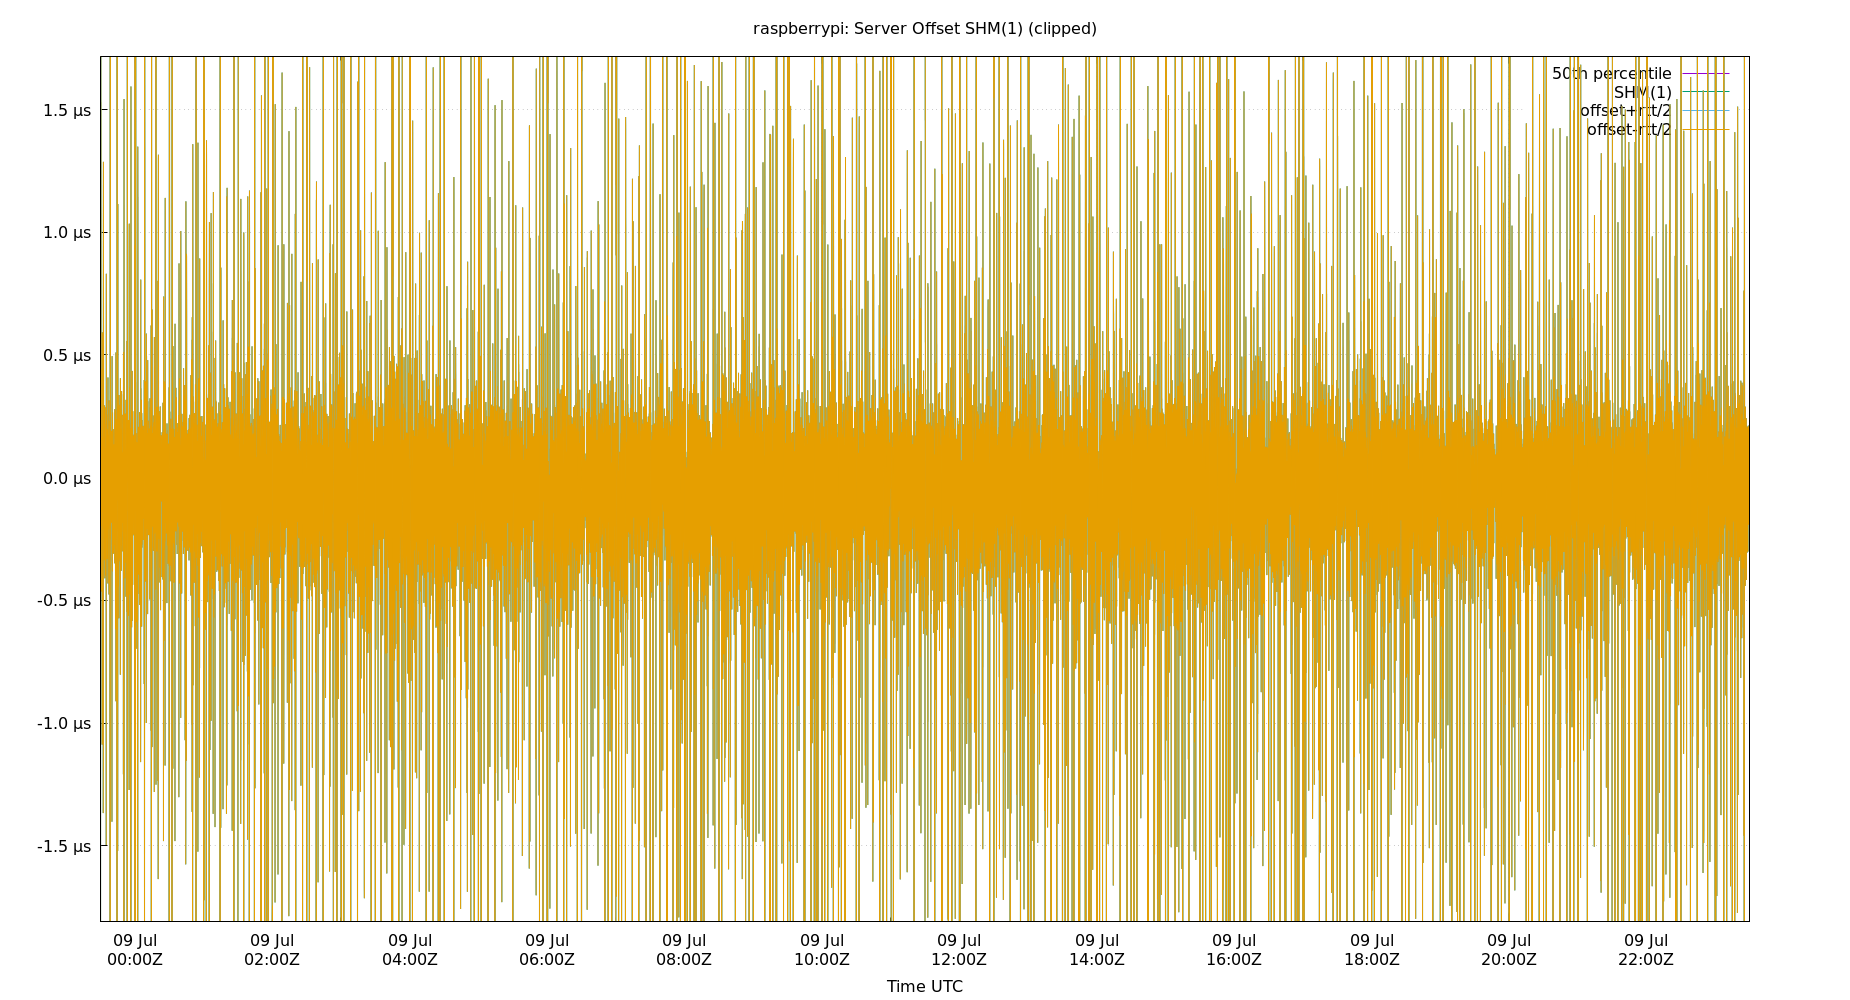 raspberrypi: Server Offset SHM(1) (clipped)
50th percentile
SHM(1)
offset+rtt/2
offset-rtt/2
1.5 µs
1.0 µs
0.5 µs
0.0 µs
-0.5 µs
-1.0 µs
-1.5 µs
09 Jul 09 Jul 09 Jul 09 Jul 09 Jul 09 Jul 09 Jul 09 Jul 09 Jul 09 Jul 09 Jul 09 Jul
00:00Z 02:00Z 04:00Z 06:00Z 08:00Z 10:00Z 12:00Z 14:00Z 16:00Z 18:00Z 20:00Z 22:00Z
Time UTC